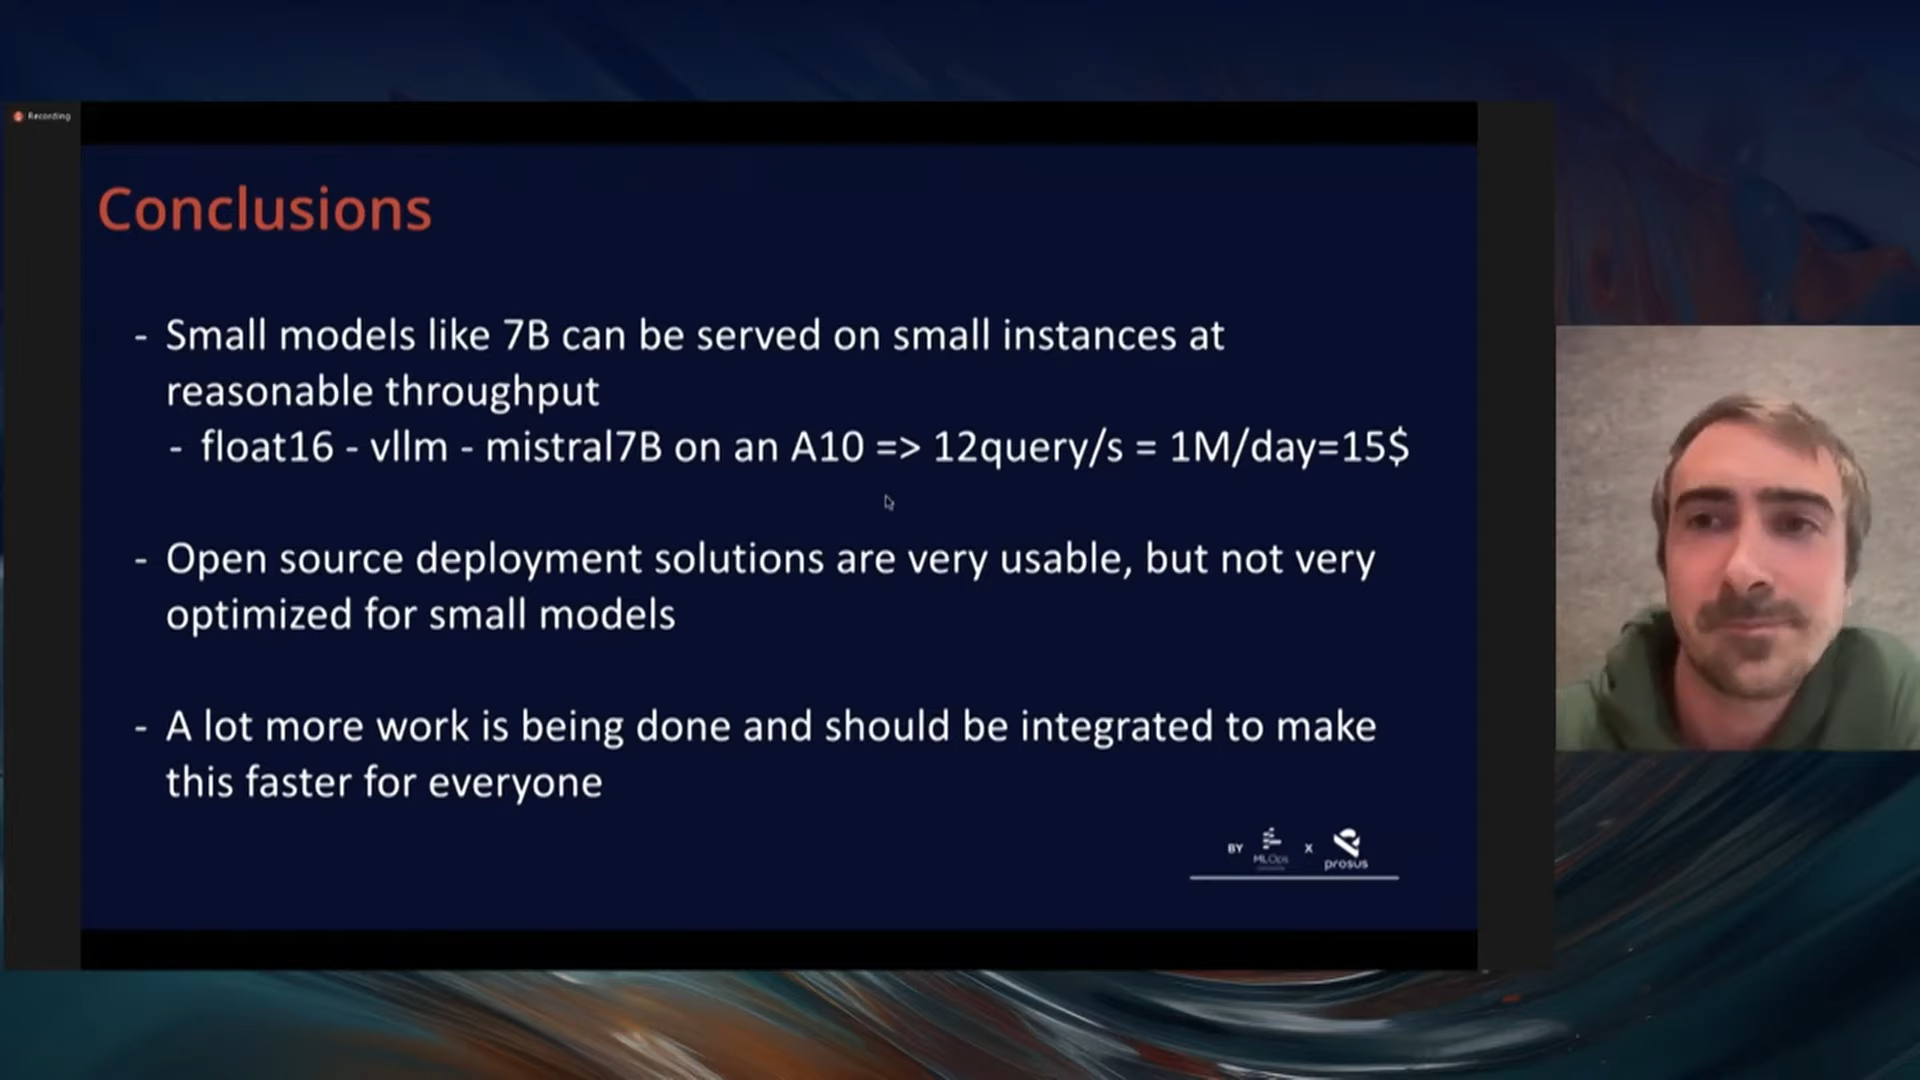 Recording
Conclusions
- Small models like 7B can be served on small instances at
reasonable throughput
- float16 - vllm - mistral7B on an A10 => 12query/s = 1M/day=15$
- Open source deployment solutions are very usable, but not very
optimized for small models
- A lot more work is being done and should be integrated to make
this faster for everyone
BY MLOps x prosus